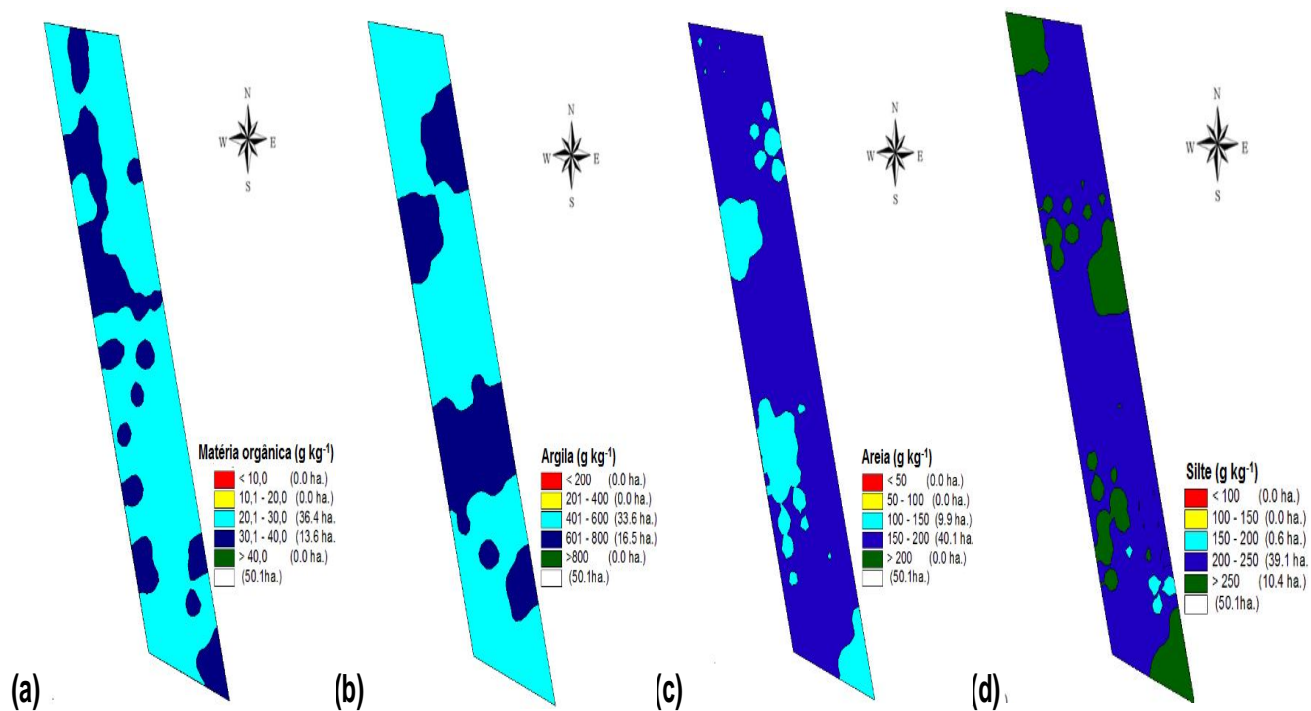 N
W E
S
Matéria orgânica (g kg⁻¹)
< 10,0 (0.0 ha.)
10,1 - 20,0 (0.0 ha.)
20,1 - 30,0 (36.4 ha.
30,1 - 40,0 (13.6 ha.
> 40,0 (0.0 ha.)
(50.1ha.)
(a)
N
W E
S
Argila (g kg⁻¹)
< 200 (0.0 ha.)
201 - 400 (0.0 ha.)
401 - 600 (33.6 ha.)
601 - 800 (16.5 ha.)
>800 (0.0 ha.)
(50.1ha.)
(b)
N
W E
S
Areia (g kg⁻¹)
< 50 (0.0 ha.)
50 - 100 (0.0 ha.)
100 - 150 (9.9 ha.)
150 - 200 (40.1 ha.
> 200 (0.0 ha.)
(50.1ha.)
(c)
N
W E
S
Silte (g kg⁻¹)
< 100 (0.0 ha.)
100 - 150 (0.0 ha.)
150 - 200 (0.6 ha.)
200 - 250 (39.1 ha.
> 250 (10.4 ha.)
(50.1ha.)
(d)